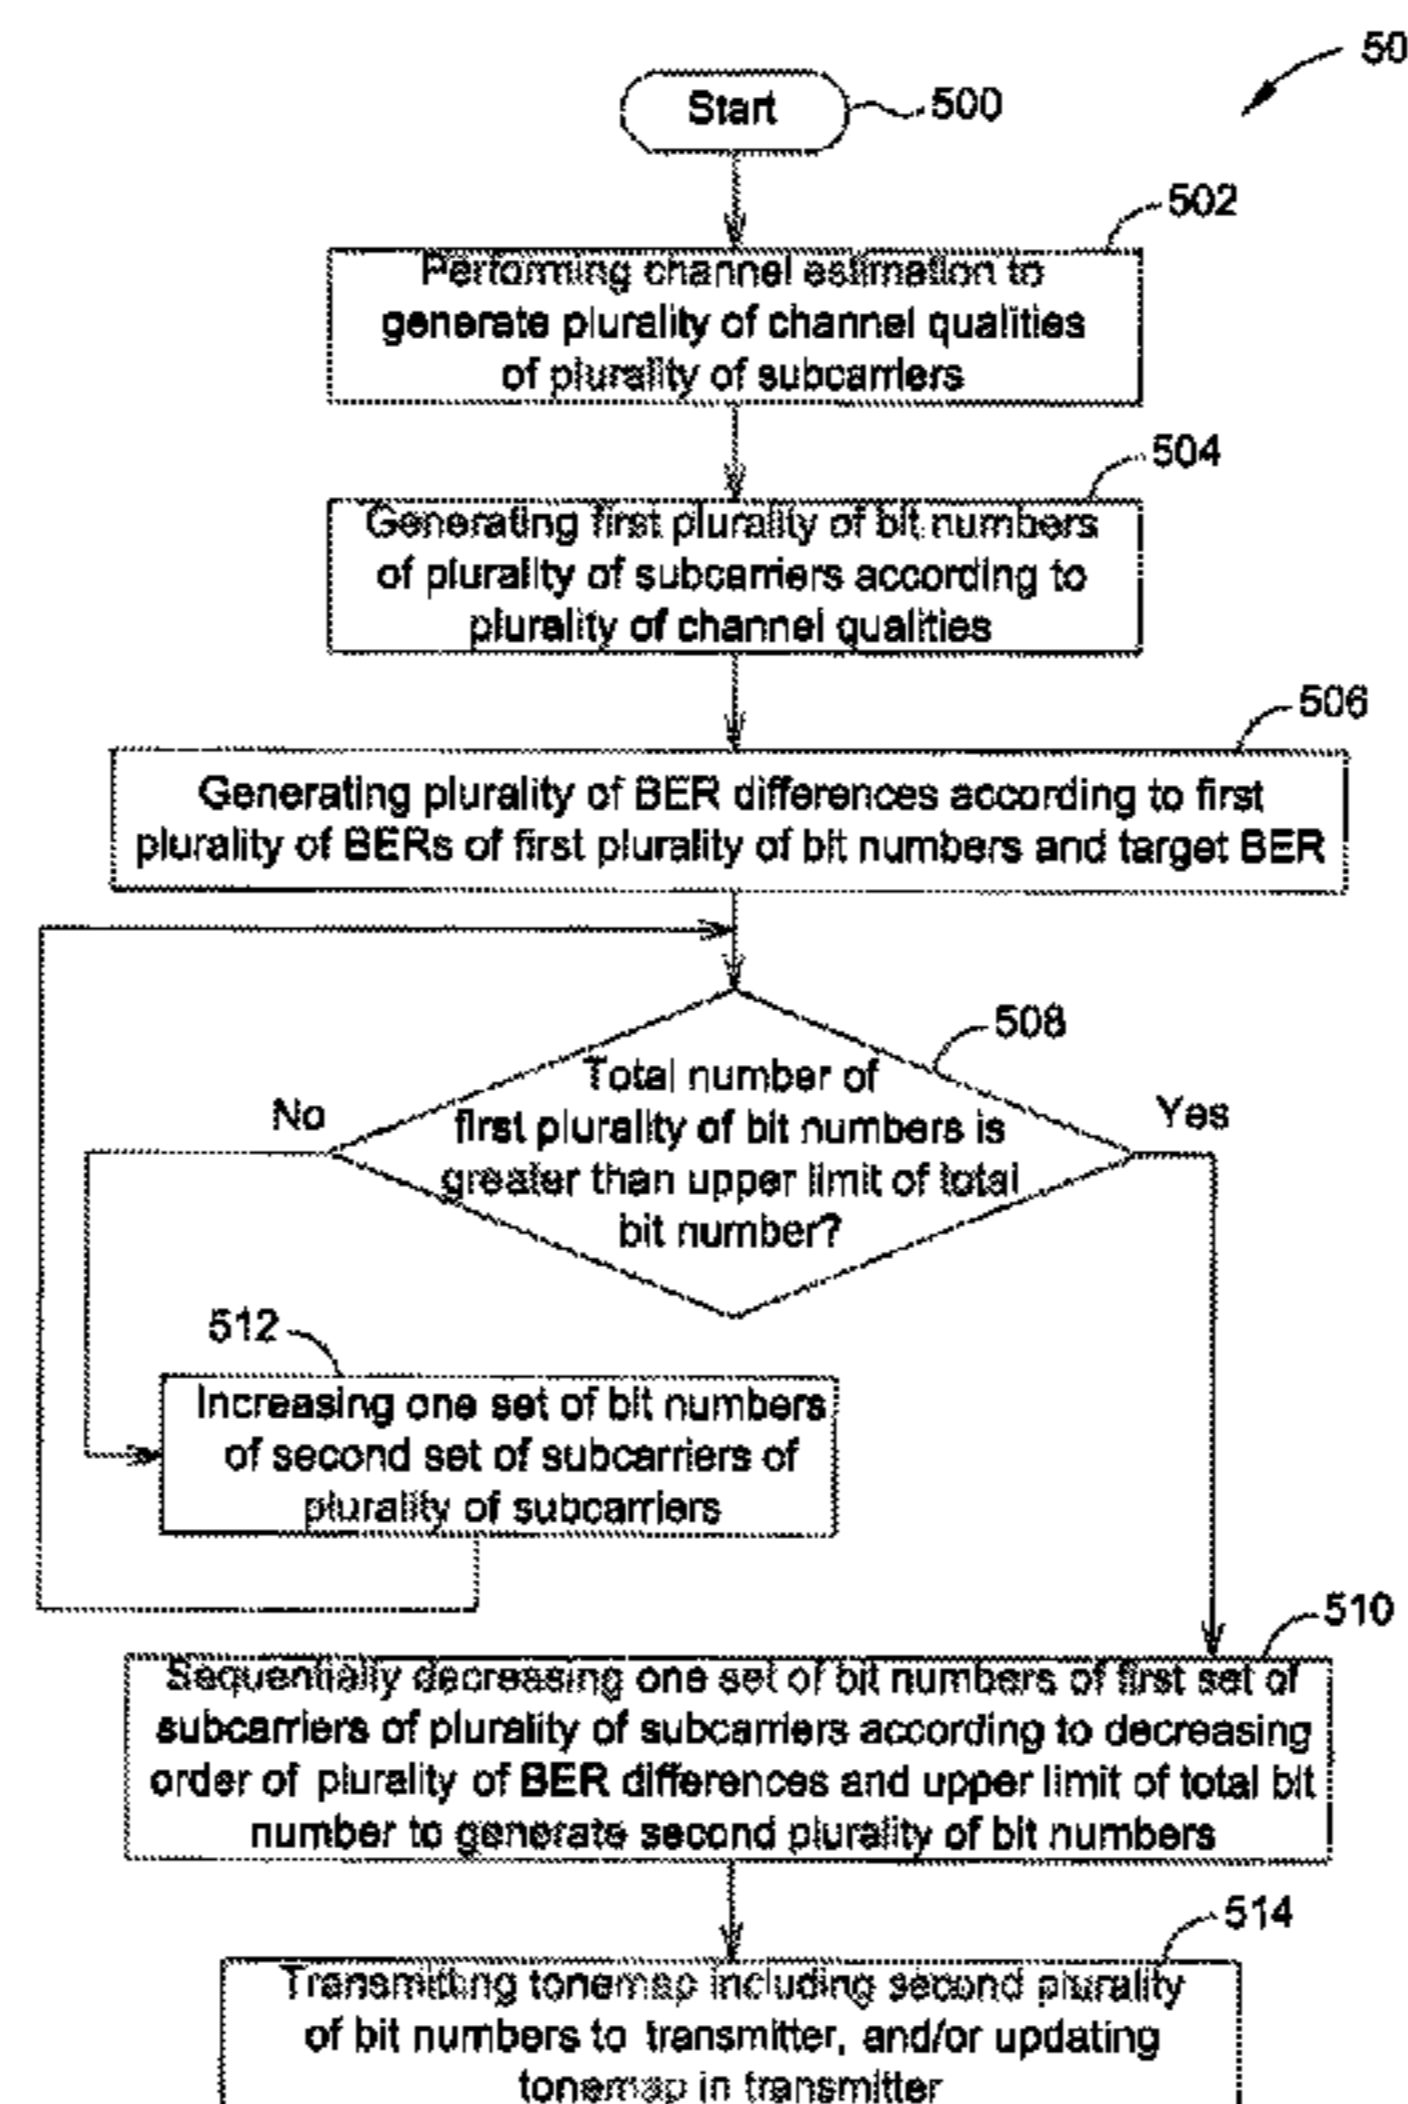 50
Start
500
502
Performing channel estimation to
generate plurality of channel qualities
of plurality of subcarriers
504
Generating first plurality of bit numbers
of plurality of subcarriers according to
plurality of channel qualities
506
Generating plurality of BER differences according to first
plurality of BERs of first plurality of bit numbers and target BER
508
Total number of
first plurality of bit numbers is
greater than upper limit of total
bit number?
No
Yes
512
Increasing one set of bit numbers
of second set of subcarriers of
plurality of subcarriers
510
Sequentially decreasing one set of bit numbers of first set of
subcarriers of plurality of subcarriers according to decreasing
order of plurality of BER differences and upper limit of total bit
number to generate second plurality of bit numbers
514
Transmitting tonemap including second plurality
of bit numbers to transmitter, and/or updating
tonemap in transmitter